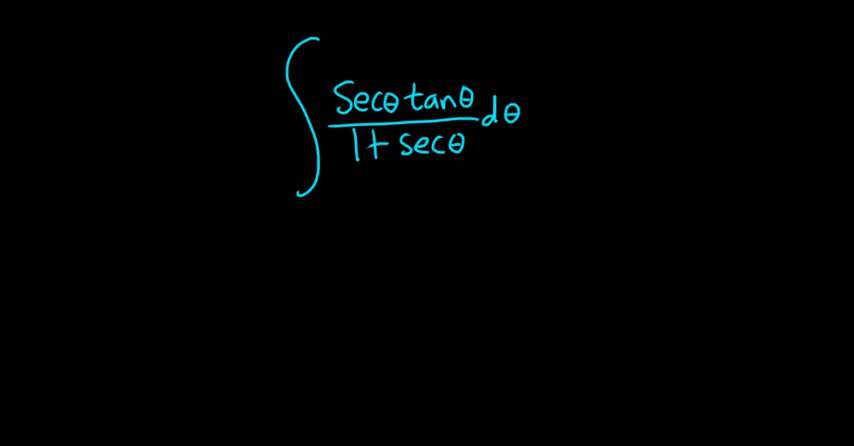 ∫ secθ tanθ / 1 + secθ dθ